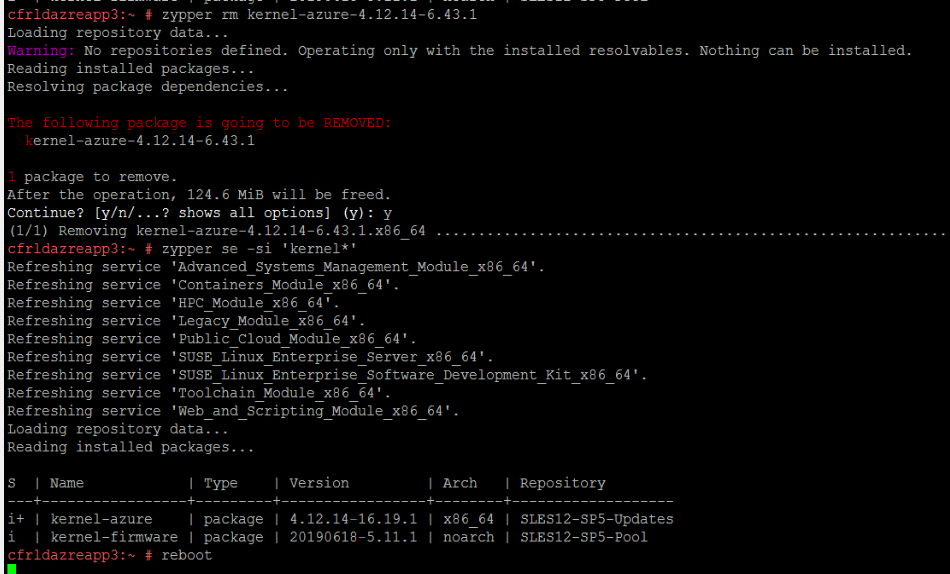 cfrldazreapp3:~ # zypper rm kernel-azure-4.12.14-6.43.1
Loading repository data...
Warning: No repositories defined. Operating only with the installed resolvables. Nothing can be installed.
Reading installed packages...
Resolving package dependencies...
The following package is going to be REMOVED:
kernel-azure-4.12.14-6.43.1
1 package to remove.
After the operation, 124.6 MiB will be freed.
Continue? [y/n/...? shows all options] (y): y
(1/1) Removing kernel-azure-4.12.14-6.43.1.x86_64 ..............................................................
cfrldazreapp3:~ # zypper se -si 'kernel*'
Refreshing service 'Advanced_Systems_Management_Module_x86_64'.
Refreshing service 'Containers_Module_x86_64'.
Refreshing service 'HPC_Module_x86_64'.
Refreshing service 'Legacy_Module_x86_64'.
Refreshing service 'Public_Cloud_Module_x86_64'.
Refreshing service 'SUSE_Linux_Enterprise_Server_x86_64'.
Refreshing service 'SUSE_Linux_Enterprise_Software_Development_Kit_x86_64'.
Refreshing service 'Toolchain_Module_x86_64'.
Refreshing service 'Web_and_Scripting_Module_x86_64'.
Loading repository data...
Reading installed packages...
S  | Name            | Type    | Version         | Arch   | Repository
---+-----------------+---------+-----------------+--------+-------------------
i+ | kernel-azure    | package | 4.12.14-16.19.1 | x86_64 | SLES12-SP5-Updates
i  | kernel-firmware | package | 20190618-5.11.1 | noarch | SLES12-SP5-Pool
cfrldazreapp3:~ # reboot